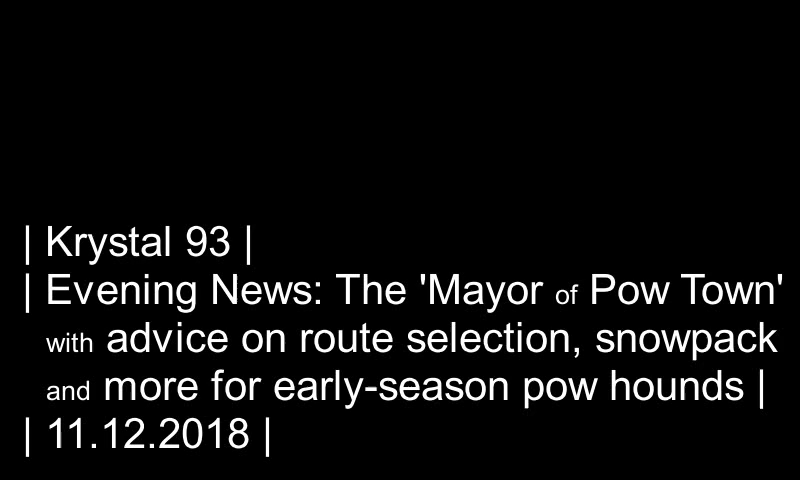 | Krystal 93 |
| Evening News: The 'Mayor of Pow Town'
with advice on route selection, snowpack
and more for early-season pow hounds |
| 11.12.2018 |